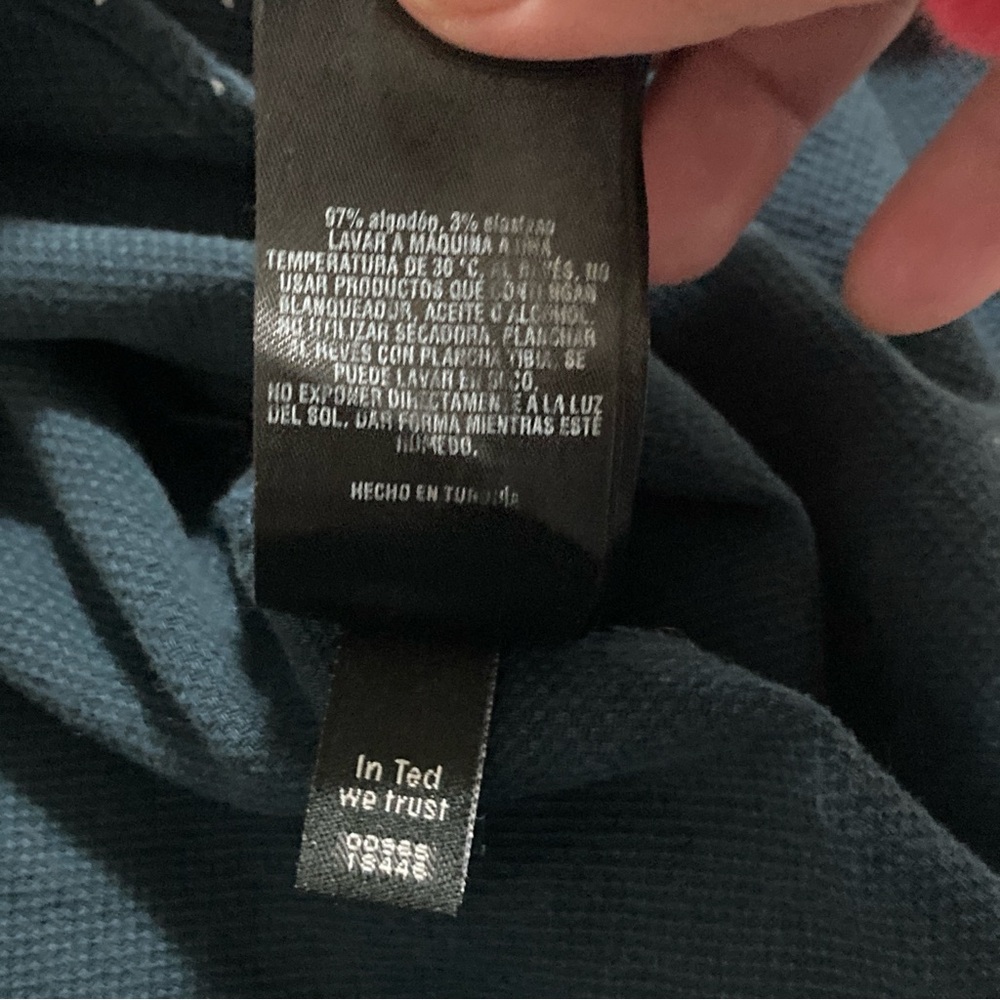 97% algodón, 3% elastano
LAVAR A MÁQUINA A UNA
TEMPERATURA DE 30 °C, AL REVÉS. NO
USAR PRODUCTOS QUE CONTENGAN
BLANQUEADOR, ACEITE O ALCOHOL.
NO UTILIZAR SECADORA. PLANCHAR
AL REVÉS CON PLANCHA TIBIA. SE
PUEDE LAVAR EN SECO.
NO EXPONER DIRECTAMENTE A LA LUZ
DEL SOL. DAR FORMA MIENTRAS ESTÉ
HÚMEDO.
HECHO EN TURQUÍA
In Ted
we trust